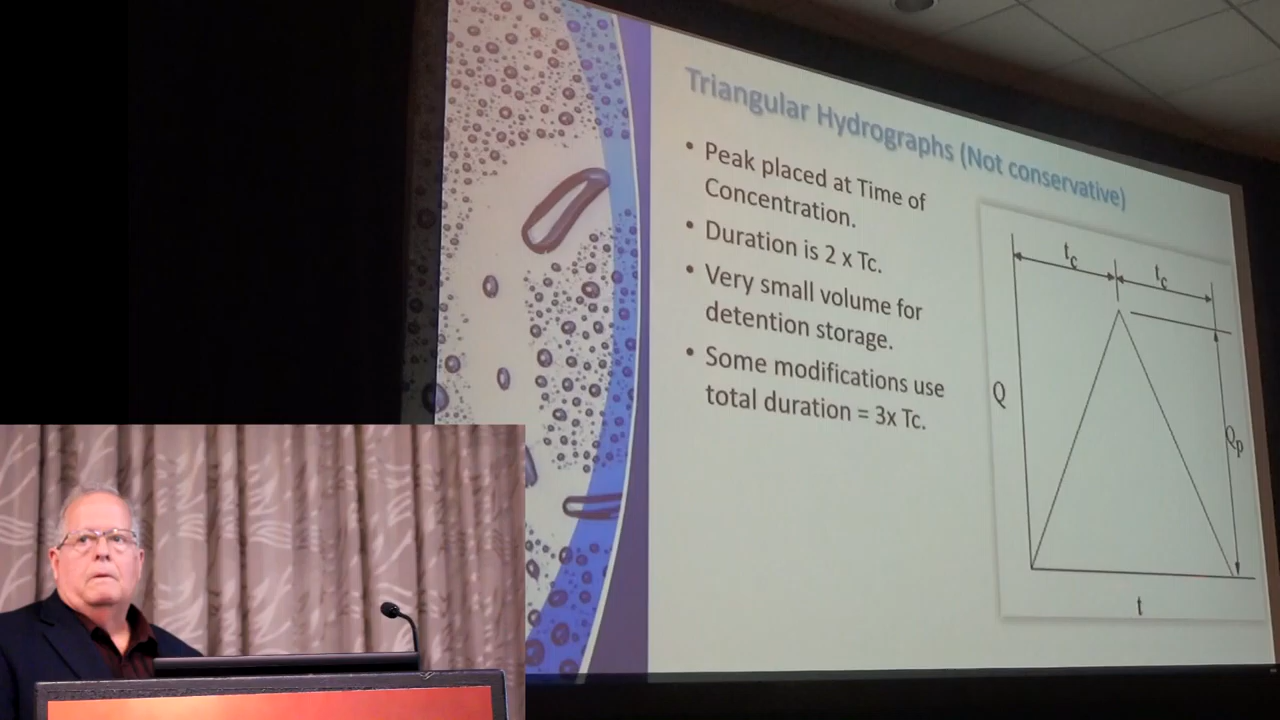 Triangular Hydrographs (Not conservative)
• Peak placed at Time of
Concentration.
• Duration is 2 x Tc.
• Very small volume for
detention storage.
• Some modifications use
total duration = 3x Tc.
tc
tc
Q
Qp
t